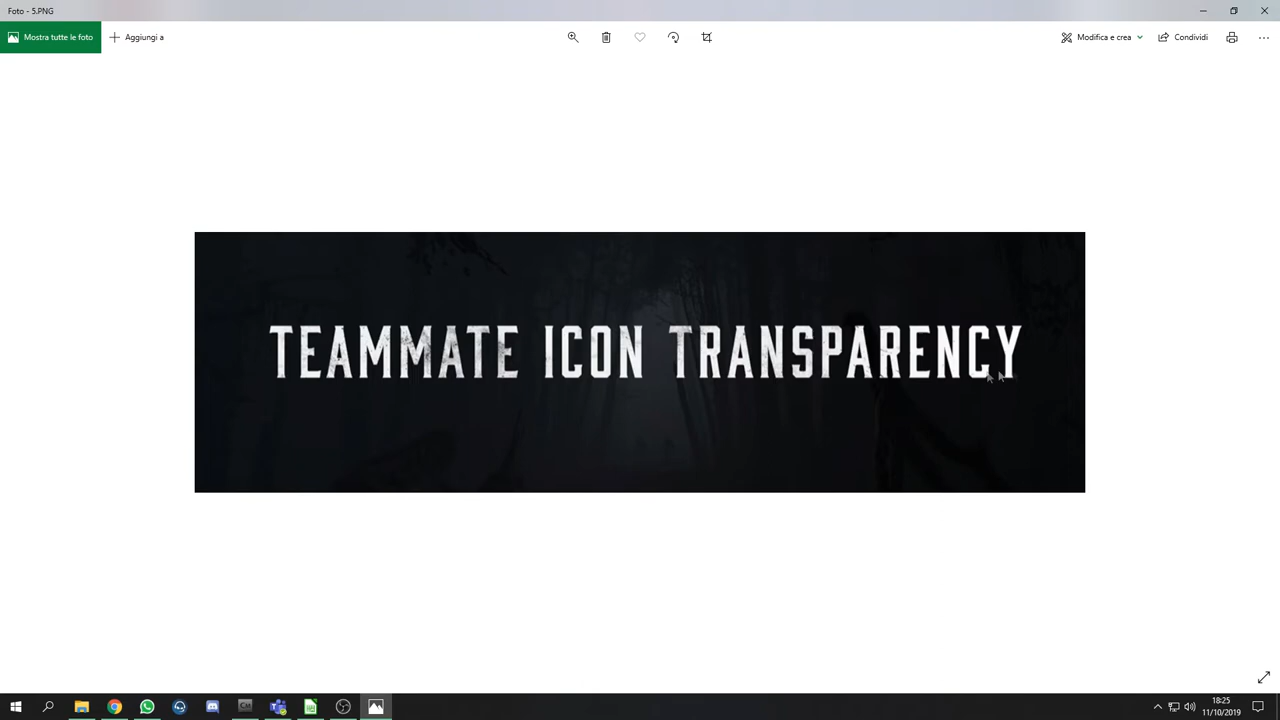 Foto - 5.PNG
Mostra tutte le foto
Aggiungi a
Modifica e crea
Condividi
TEAMMATE ICON TRANSPARENCY
CM
18:25
11/10/2019